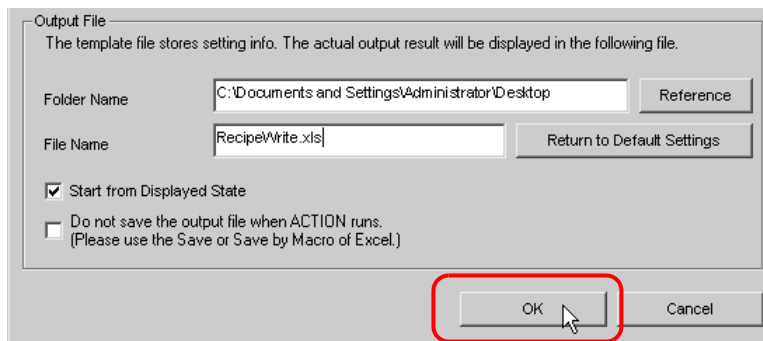 Output File
The template file stores setting info. The actual output result will be displayed in the following file.
Folder Name
C:\Documents and Settings\Administrator\Desktop
Reference
File Name
RecipeWrite.xls
Return to Default Settings
Start from Displayed State
Do not save the output file when ACTION runs.
(Please use the Save or Save by Macro of Excel.)
OK
Cancel